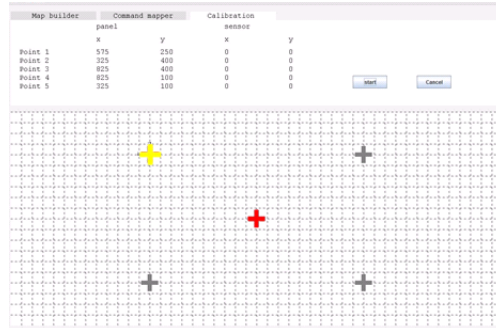 Map builder Command mapper Calibration
panel sensor
x y x y
Point 1 575 250 0 0
Point 2 325 400 0 0
Point 3 825 400 0 0
Point 4 825 100 0 0
Point 5 325 100 0 0
start Cancel